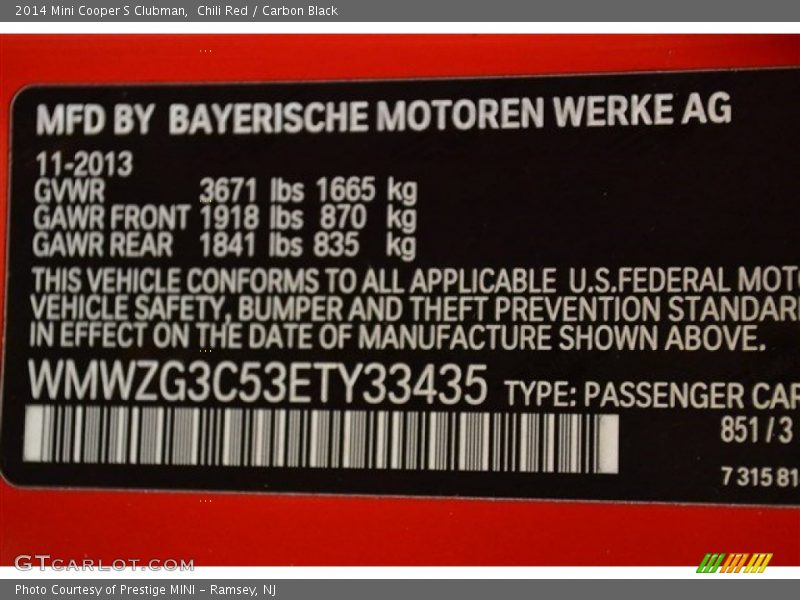 2014 Mini Cooper S Clubman, Chili Red / Carbon Black
MFD BY BAYERISCHE MOTOREN WERKE AG
11-2013
GVWR 3671 lbs 1665 kg
GAWR FRONT 1918 lbs 870 kg
GAWR REAR 1841 lbs 835 kg
THIS VEHICLE CONFORMS TO ALL APPLICABLE U.S.FEDERAL MOTO
VEHICLE SAFETY, BUMPER AND THEFT PREVENTION STANDAR
IN EFFECT ON THE DATE OF MANUFACTURE SHOWN ABOVE.
WMWZG3C53ETY33435 TYPE: PASSENGER CAR
851/3
7 315 81
GTCARLOT.COM
Photo Courtesy of Prestige MINI - Ramsey, NJ